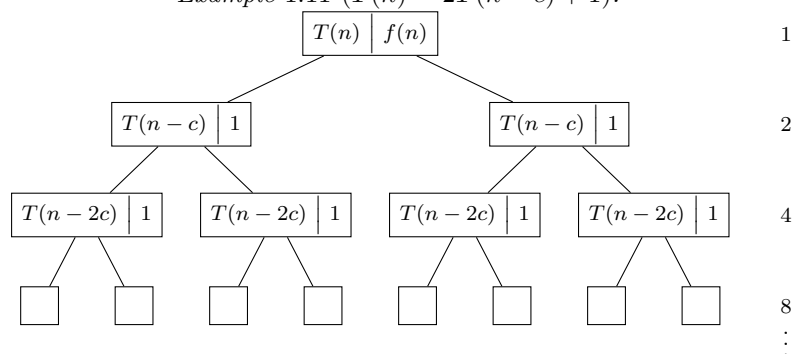 T(n) f(n) 1
T(n − c) 1 T(n − c) 1 2
T(n − 2c) 1 T(n − 2c) 1 T(n − 2c) 1 T(n − 2c) 1 4
8
⋮